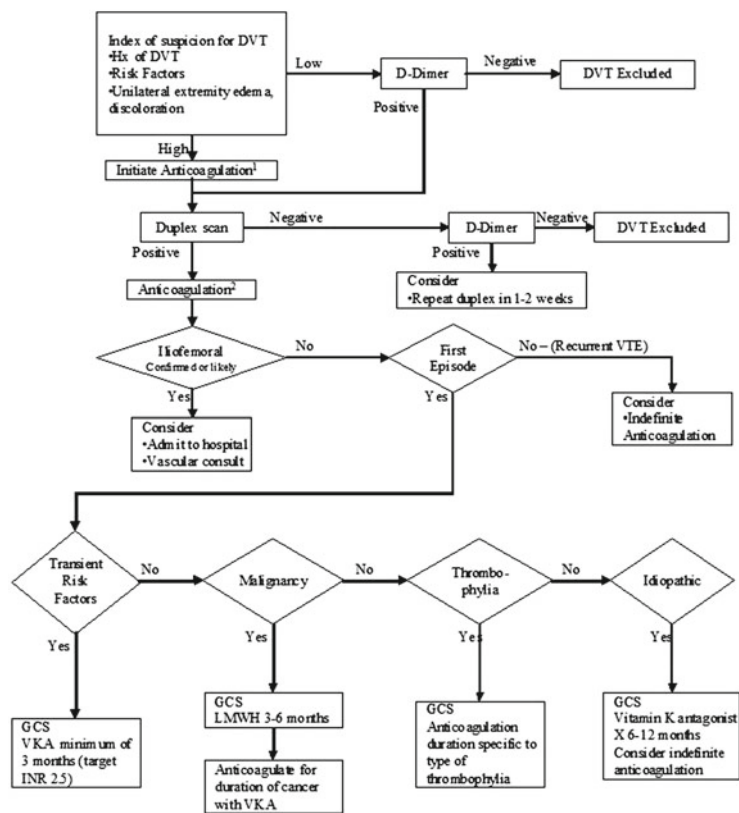 Index of suspicion for DVT
•Hx of DVT
•Risk Factors
•Unilateral extremity edema,
discoloration
Low
D-Dimer
Negative
DVT Excluded
Positive
High
Initiate Anticoagulation1
Duplex scan
Negative
D-Dimer
Negative
DVT Excluded
Positive
Positive
Consider
•Repeat duplex in 1-2 weeks
Anticoagulation2
Iliofemoral
Confirmed or likely
No
First
Episode
No – (Recurrent VTE)
Yes
Yes
Consider
•Admit to hospital
•Vascular consult
Consider
•Indefinite
Anticoagulation
Transient
Risk
Factors
No
Malignancy
No
Thrombo-
phylia
No
Idiopathic
Yes
Yes
Yes
Yes
GCS
VKA minimum of
3 months (target
INR 2.5)
GCS
LMWH 3-6 months
Anticoagulate for
duration of cancer
with VKA
GCS
Anticoagulation
duration specific to
type of
thrombophylia
GCS
Vitamin K antagonist
X 6-12 months
Consider indefinite
anticoagulation